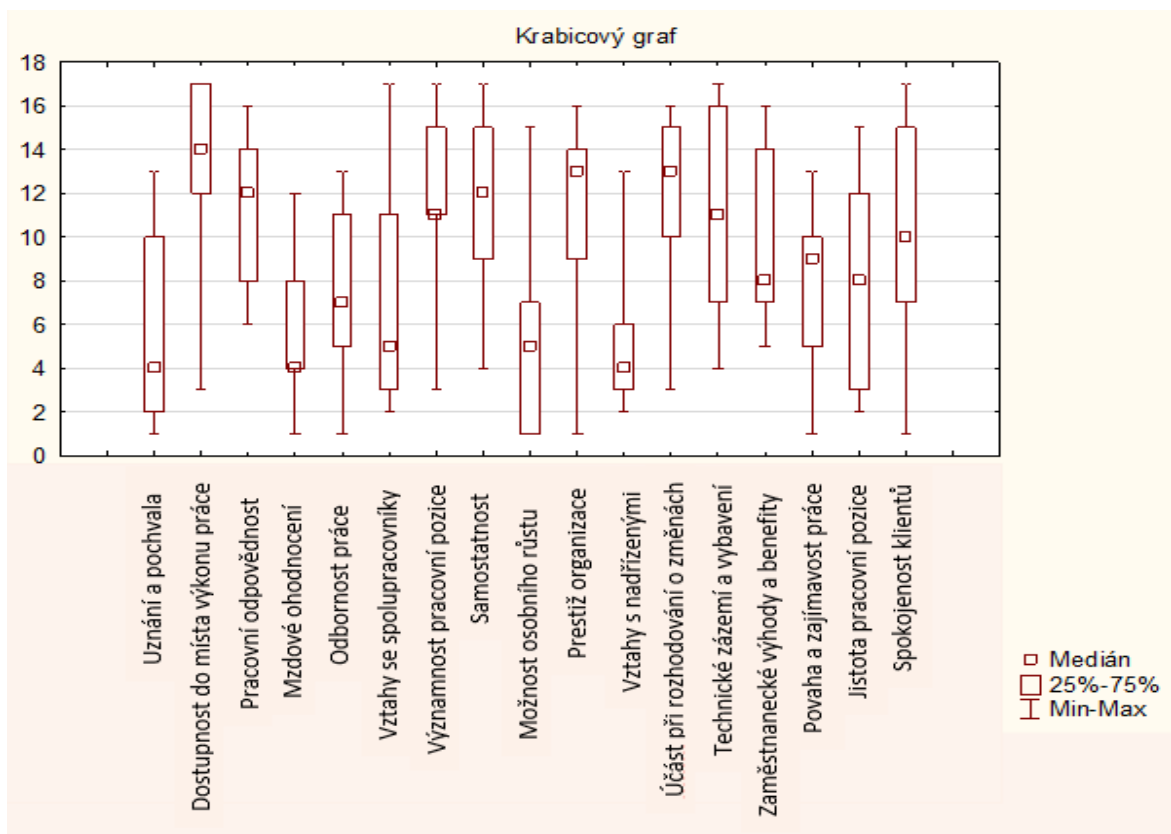 Krabicový graf
18
16
14
12
10
8
6
4
2
0
Uznání a pochvala
Dostupnost do místa výkonu práce
Pracovní odpovědnost
Mzdové ohodnocení
Odbornost práce
Vztahy se spolupracovníky
Významnost pracovní pozice
Samostatnost
Možnost osobního růstu
Prestiž organizace
Vztahy s nadřízenými
Účást při rozhodování o změnách
Technické zázemí a vybavení
Zaměstnanecké výhody a benefity
Povaha a zajímavost práce
Jistota pracovní pozice
Spokojenost klientů
Medián
25%-75%
Min-Max